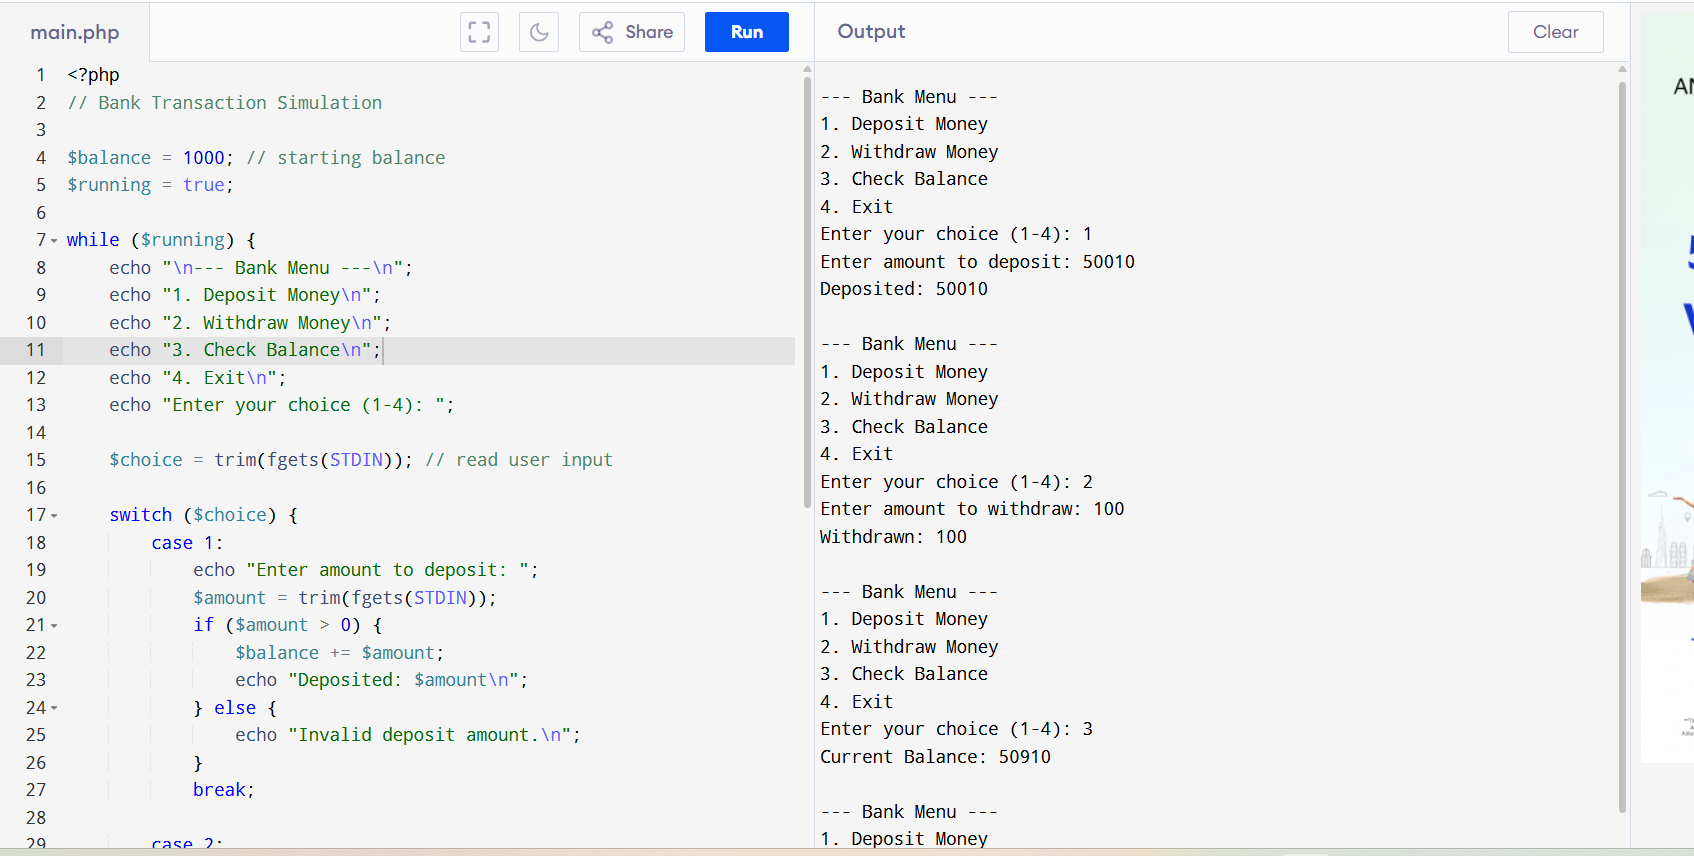 main.php
Share
Run
Output
Clear
1 <?php
2 // Bank Transaction Simulation
3
4 $balance = 1000; // starting balance
5 $running = true;
6
7 while ($running) {
8     echo "\n--- Bank Menu ---\n";
9     echo "1. Deposit Money\n";
10     echo "2. Withdraw Money\n";
11     echo "3. Check Balance\n";
12     echo "4. Exit\n";
13     echo "Enter your choice (1-4): ";
14
15     $choice = trim(fgets(STDIN)); // read user input
16
17     switch ($choice) {
18         case 1:
19             echo "Enter amount to deposit: ";
20             $amount = trim(fgets(STDIN));
21             if ($amount > 0) {
22                 $balance += $amount;
23                 echo "Deposited: $amount\n";
24             } else {
25                 echo "Invalid deposit amount.\n";
26             }
27             break;
28
29         case 2:
--- Bank Menu ---
1. Deposit Money
2. Withdraw Money
3. Check Balance
4. Exit
Enter your choice (1-4): 1
Enter amount to deposit: 50010
Deposited: 50010
--- Bank Menu ---
1. Deposit Money
2. Withdraw Money
3. Check Balance
4. Exit
Enter your choice (1-4): 2
Enter amount to withdraw: 100
Withdrawn: 100
--- Bank Menu ---
1. Deposit Money
2. Withdraw Money
3. Check Balance
4. Exit
Enter your choice (1-4): 3
Current Balance: 50910
--- Bank Menu ---
1. Deposit Money